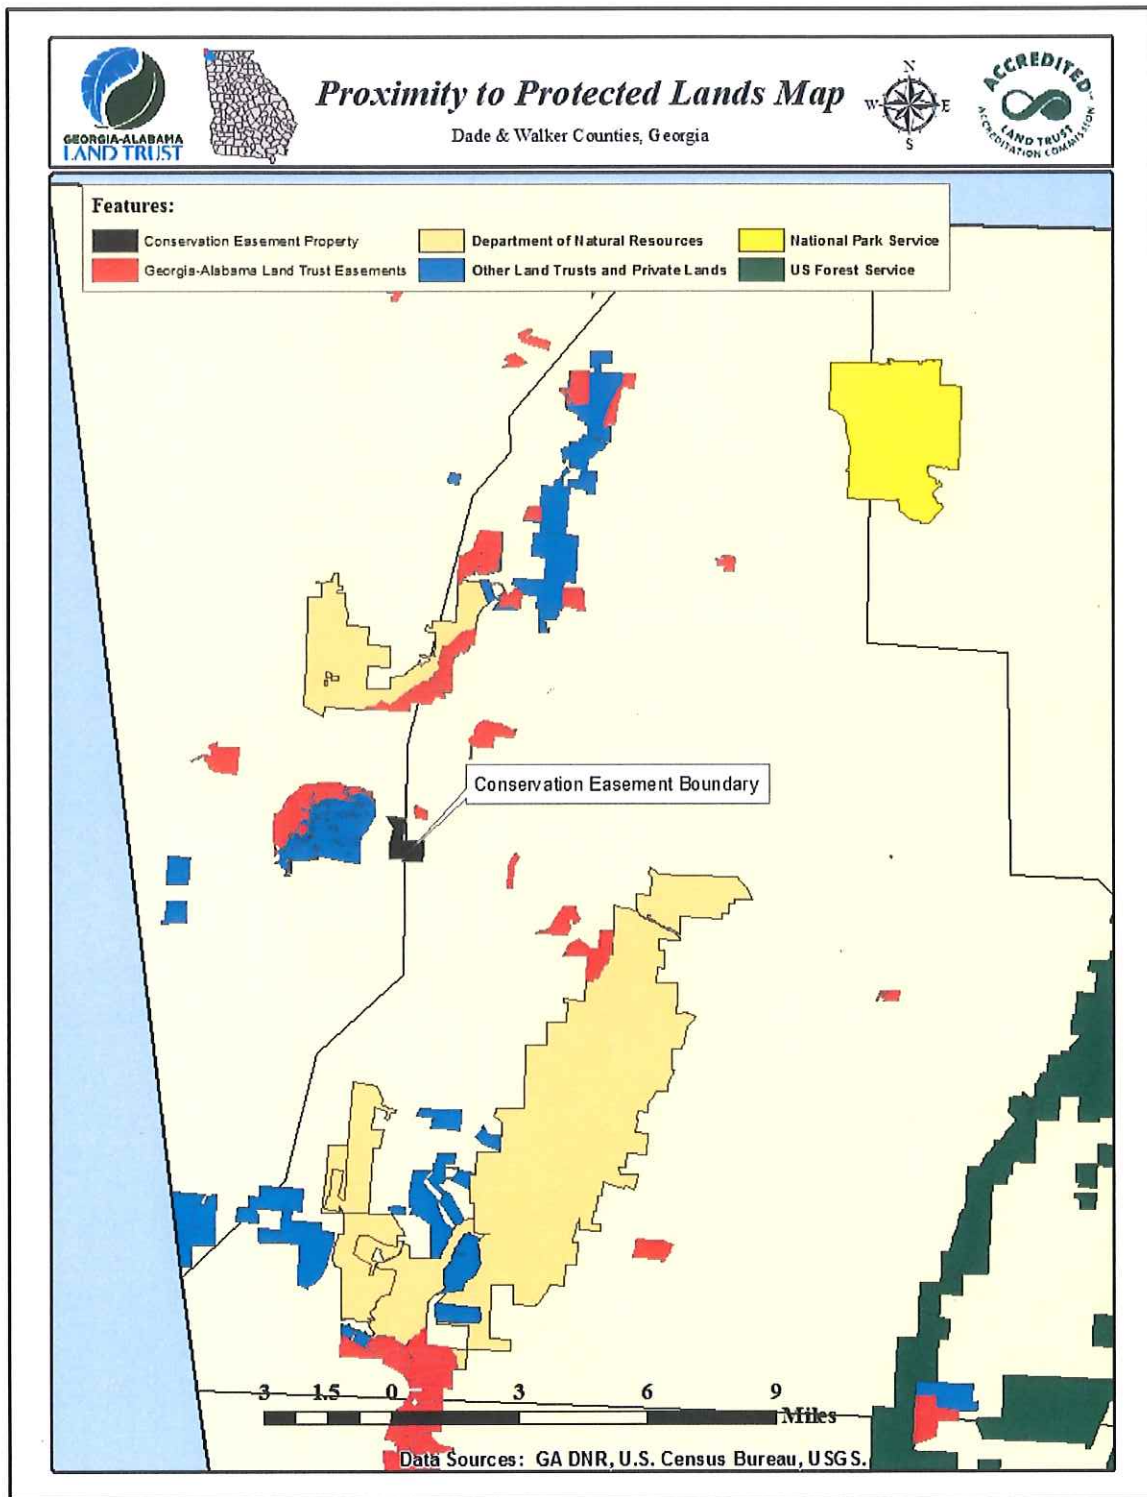 GEORGIA-ALABAMA
LAND TRUST
Proximity to Protected Lands Map
Dade & Walker Counties, Georgia
N
W
E
S
ACCREDITED
LAND TRUST
ACCREDITATION COMMISSION
Features:
Conservation Easement Property
Department of Natural Resources
National Park Service
Georgia-Alabama Land Trust Easements
Other Land Trusts and Private Lands
US Forest Service
Conservation Easement Boundary
3 1.5 0 3 6 9
Miles
Data Sources: GA DNR, U.S. Census Bureau, USGS.